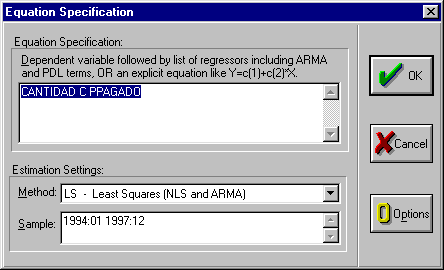 Equation Specification
Equation Specification:
Dependent variable followed by list of regressors including ARMA
and PDL terms, OR an explicit equation like Y=c(1)+c(2)*X.
CANTIDAD C PPAGADO
OK
Cancel
Estimation Settings:
Method: LS - Least Squares (NLS and ARMA)
Sample: 1994:01 1997:12
Options